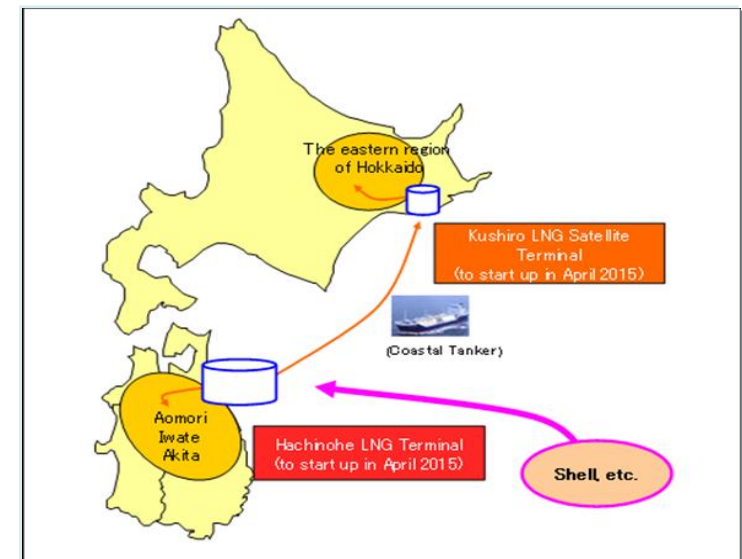 The eastern region
of Hokkaido
Kushiro LNG Satellite
Terminal
(to start up in April 2015)
(Coastal Tanker)
Aomori
Iwate
Akita
Hachinohe LNG Terminal
(to start up in April 2015)
Shell, etc.